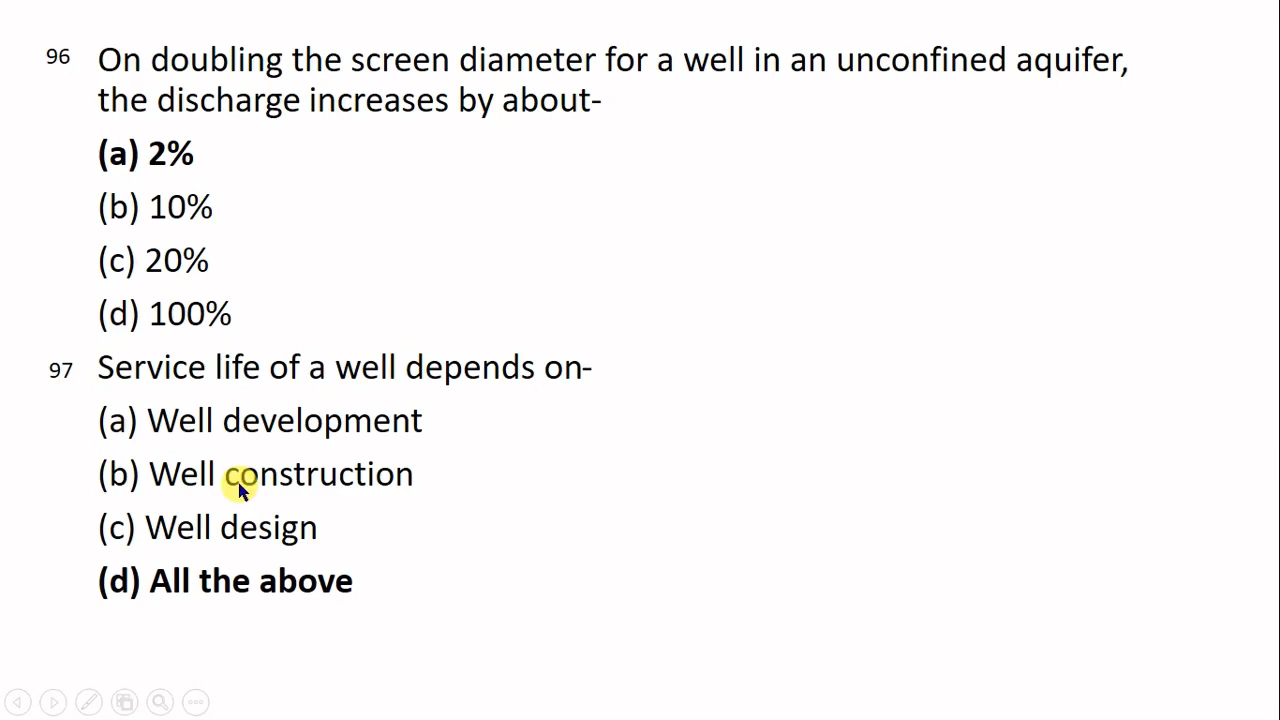 96 On doubling the screen diameter for a well in an unconfined aquifer,
the discharge increases by about-
(a) 2%
(b) 10%
(c) 20%
(d) 100%
97 Service life of a well depends on-
(a) Well development
(b) Well construction
(c) Well design
(d) All the above